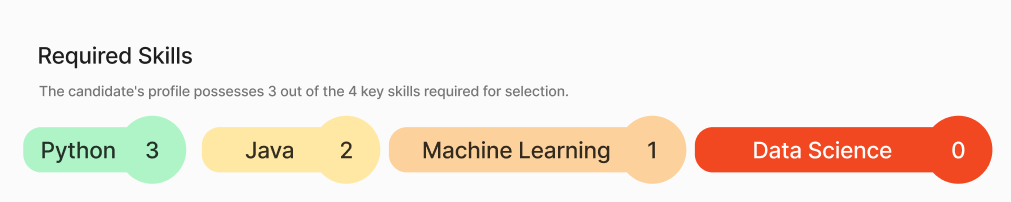 Required Skills
The candidate's profile possesses 3 out of the 4 key skills required for selection.
Python 3 Java 2 Machine Learning 1 Data Science 0